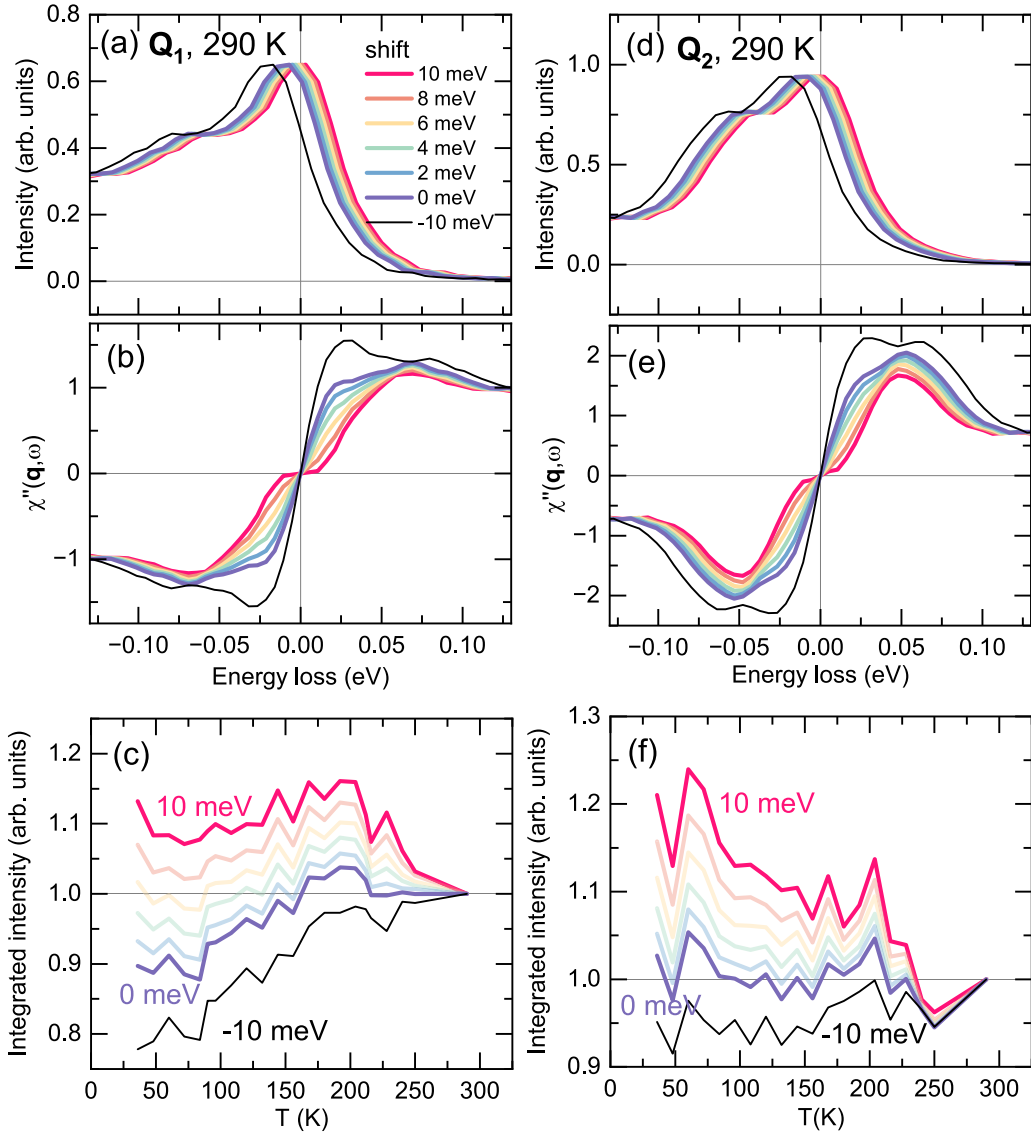 (a) Q1, 290 K
shift
10 meV
8 meV
6 meV
4 meV
2 meV
0 meV
-10 meV
Intensity (arb. units)
0.8
0.6
0.4
0.2
0.0
(b)
χ''(q,ω)
1
0
−1
−0.10 −0.05 0.00 0.05 0.10
Energy loss (eV)
(c)
10 meV
0 meV
-10 meV
Integrated intensity (arb. units)
1.2
1.1
1.0
0.9
0.8
0 50 100 150 200 250 300
T (K)
(d) Q2, 290 K
Intensity (arb. units)
1.0
0.5
0.0
(e)
χ''(q,ω)
2
1
0
−1
−2
−0.10 −0.05 0.00 0.05 0.10
Energy loss (eV)
(f)
10 meV
0 meV
-10 meV
Integrated intensity (arb. units)
1.3
1.2
1.1
1.0
0.9
0 50 100 150 200 250 300
T(K)